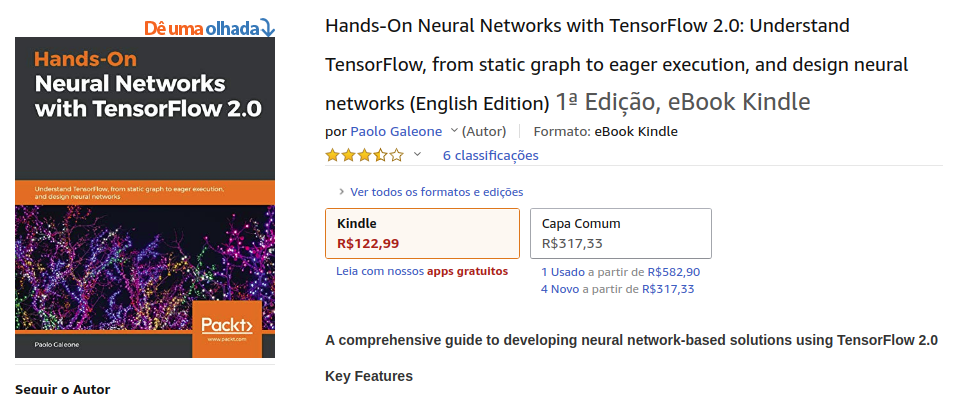 Dê uma olhada
Hands-On
Neural Networks
with TensorFlow 2.0
Understand TensorFlow, from static graph to eager execution,
and design neural networks
Packt>
www.packt.com
Paolo Galeone
Seguir o Autor
Hands-On Neural Networks with TensorFlow 2.0: Understand
TensorFlow, from static graph to eager execution, and design neural
networks (English Edition) 1ª Edição, eBook Kindle
por Paolo Galeone (Autor) Formato: eBook Kindle
6 classificações
Ver todos os formatos e edições
Kindle
R$122,99
Leia com nossos apps gratuitos
Capa Comum
R$317,33
1 Usado a partir de R$582,90
4 Novo a partir de R$317,33
A comprehensive guide to developing neural network-based solutions using TensorFlow 2.0
Key Features